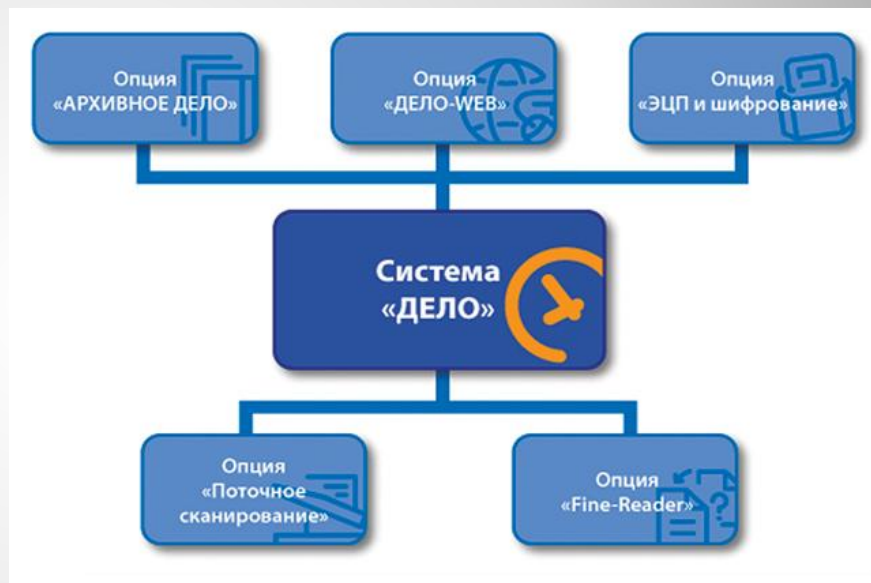 Опция
«АРХИВНОЕ ДЕЛО»
Опция
«ДЕЛО-WEB»
Опция
«ЭЦП и шифрование»
Система
«ДЕЛО»
Опция
«Поточное
сканирование»
Опция
«Fine-Reader»